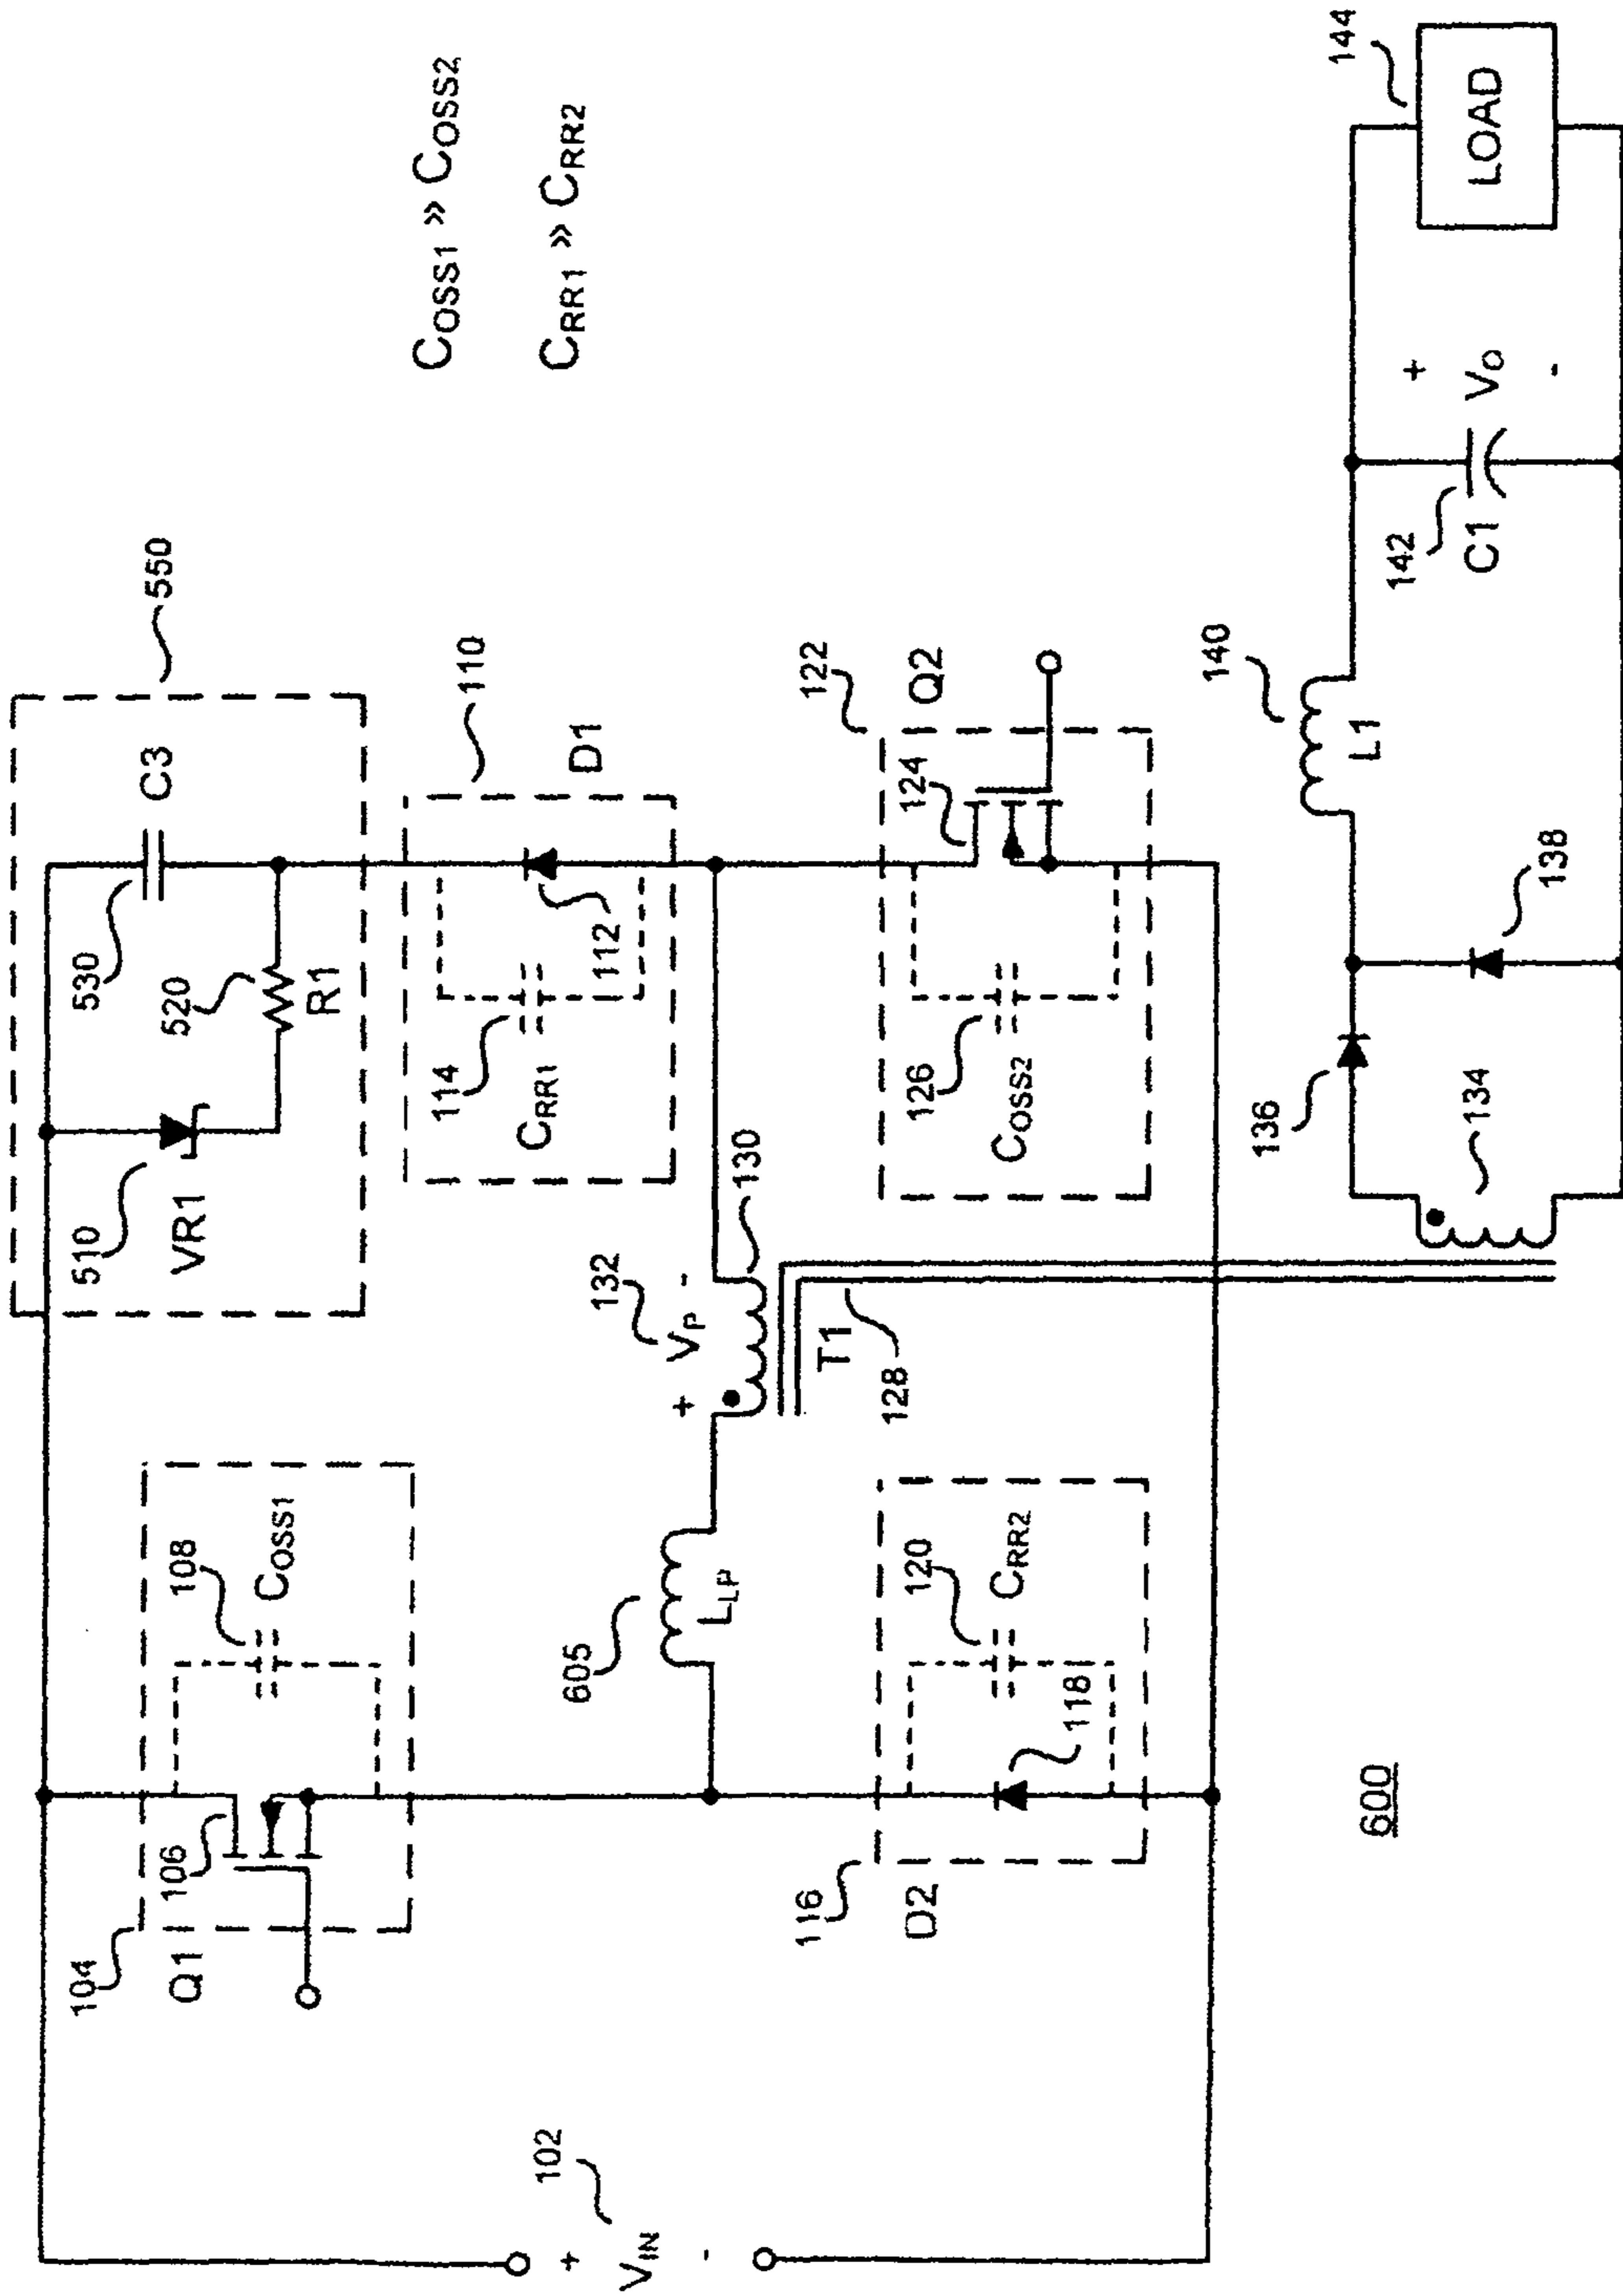 550
C3
530
520
R1
510
VR1
110
D1
112
114
CRR1
COSS1 » COSS2
CRR1 » CRR2
104
Q1
106
108
COSS1
132
+ VP -
130
T1
128
605
LLP
122
Q2
124
126
COSS2
102
+
VIN
-
116
D2
118
120
CRR2
140
L1
144
LOAD
+
VO
-
142
C1
136
138
134
600